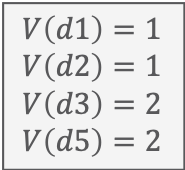 V(d1) = 1
V(d2) = 1
V(d3) = 2
V(d5) = 2